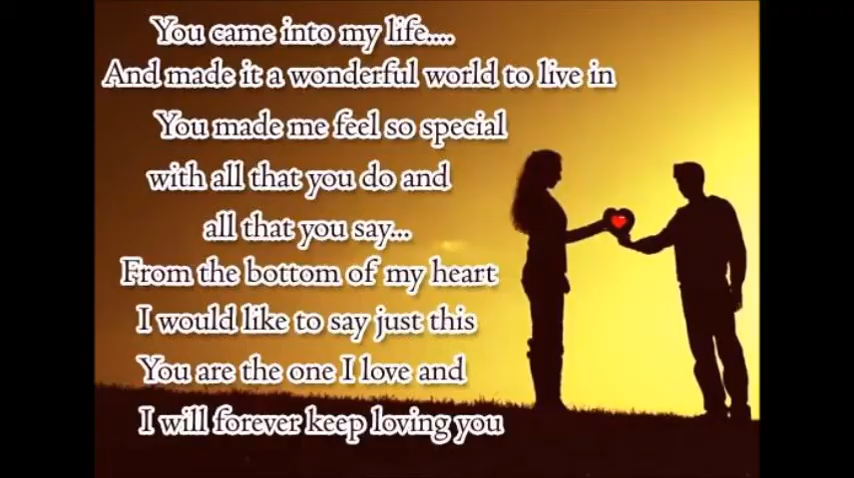 You came into my life....
And made it a wonderful world to live in
You made me feel so special
with all that you do and
all that you say...
From the bottom of my heart
I would like to say just this
You are the one I love and
I will forever keep loving you